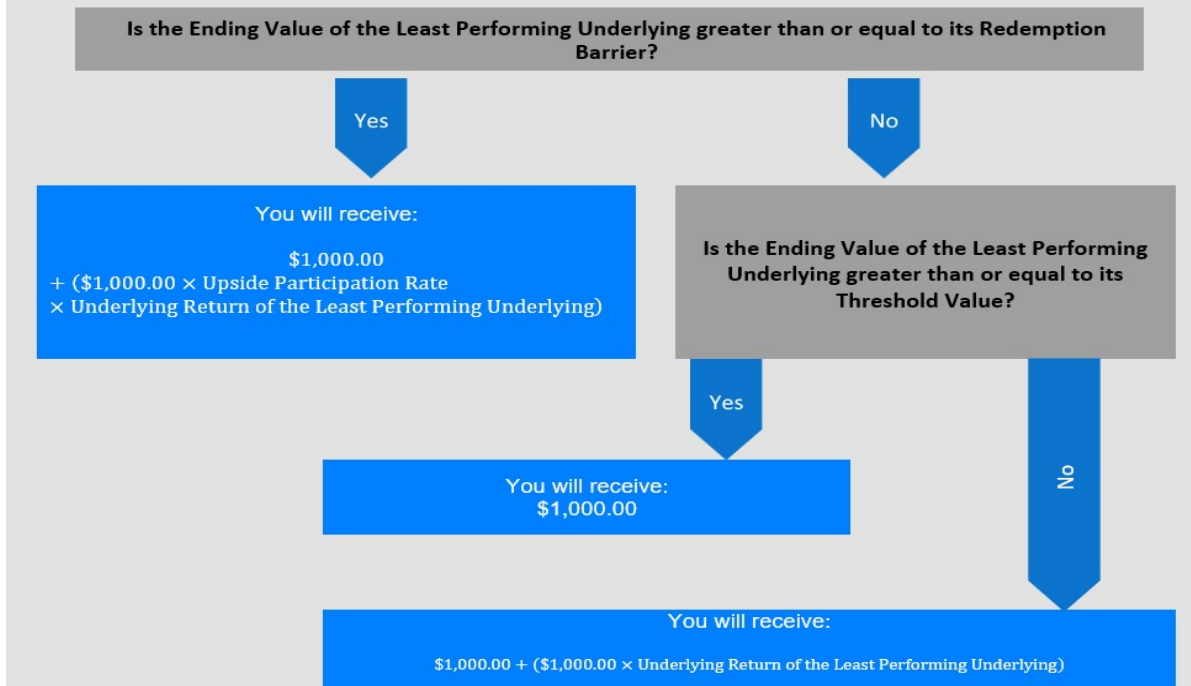 Is the Ending Value of the Least Performing Underlying greater than or equal to its Redemption
Barrier?
Yes
No
You will receive:
$1,000.00
+ ($1,000.00 × Upside Participation Rate
× Underlying Return of the Least Performing Underlying)
Is the Ending Value of the Least Performing
Underlying greater than or equal to its
Threshold Value?
Yes
No
You will receive:
$1,000.00
You will receive:
$1,000.00 + ($1,000.00 × Underlying Return of the Least Performing Underlying)